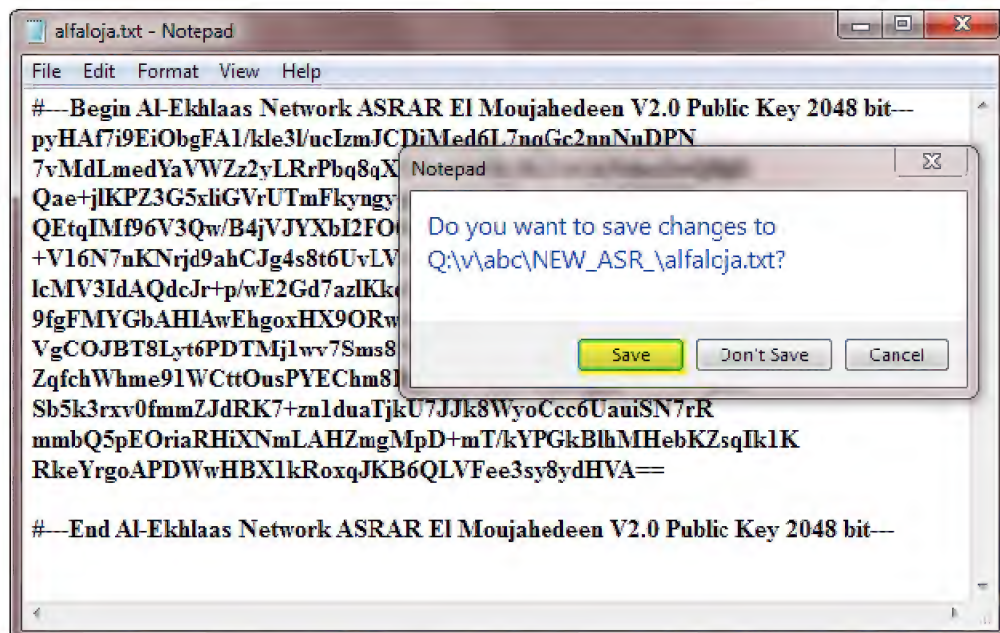 alfaloja.txt - Notepad
File Edit Format View Help
#---Begin Al-Ekhlaas Network ASRAR El Moujahedeen V2.0 Public Key 2048 bit---
pyHAf7i9EiObgFA1/kle3l/ucIzmJCDiMed6L7nqGc2nnNuDPN
7vMdLmedYaVWZz2yLRrPbq8qX
Qae+jlKPZ3G5xliGVrUTmFkyngy
QEtqIMf96V3Qw/B4jVJYXbI2FO
+V16N7nKNrjd9ahCJg4s8t6UvLV
lcMV3IdAQdcJr+p/wE2Gd7azlKk
9fgFMYGbAHIAwEhgoxHX9ORw
VgCOJBT8Lyt6PDTMj1wv7Sms8
ZqfchWhme91WCttOusPYEChm8
Sb5k3rxv0fmmZJdRK7+zn1duaTjkU7JJk8WyoCcc6UauiSN7rR
mmbQ5pEOriaRHiXNmLAHZmgMpD+mT/kYPGkBlhMHebKZsqIk1K
RkeYrgoAPDWwHBX1kRoxqJKB6QLVFee3sy8ydHVA==
#---End Al-Ekhlaas Network ASRAR El Moujahedeen V2.0 Public Key 2048 bit---
Notepad
Do you want to save changes to
Q:\v\abc\NEW_ASR_\alfaloja.txt?
Save Don't Save Cancel